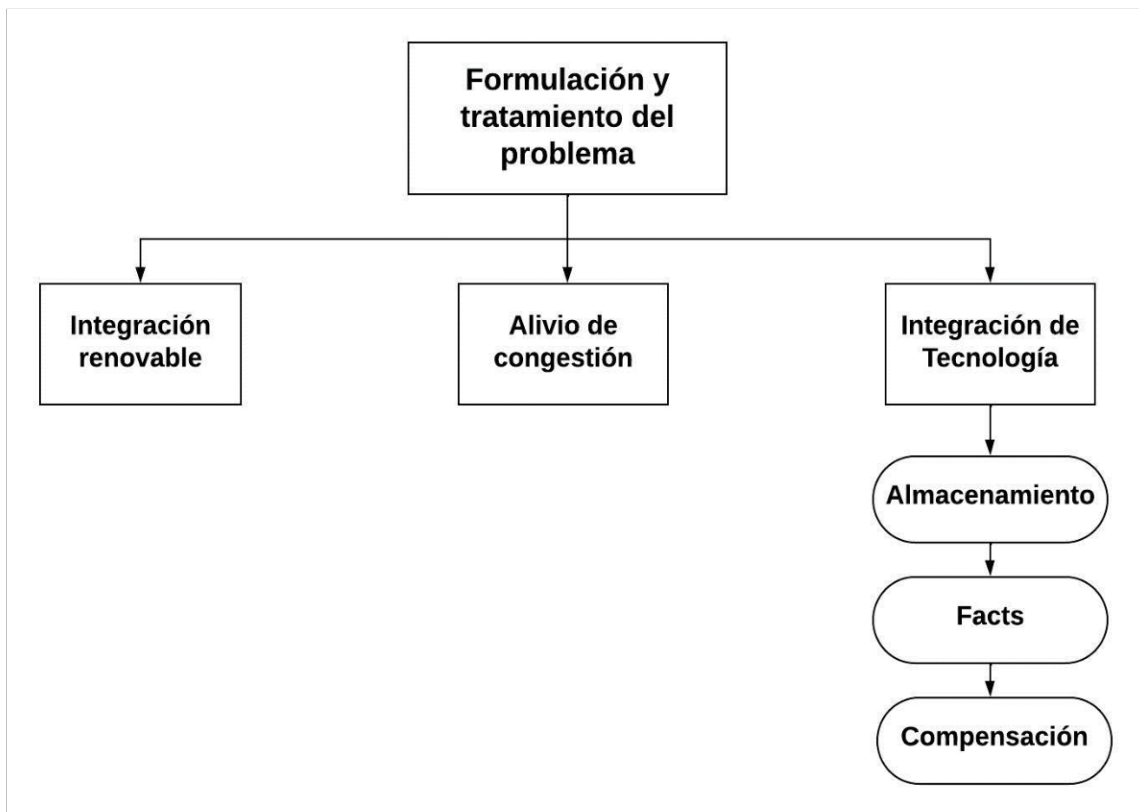 Formulación y
tratamiento del
problema
Integración
renovable
Alivio de
congestión
Integración de
Tecnología
Almacenamiento
Facts
Compensación